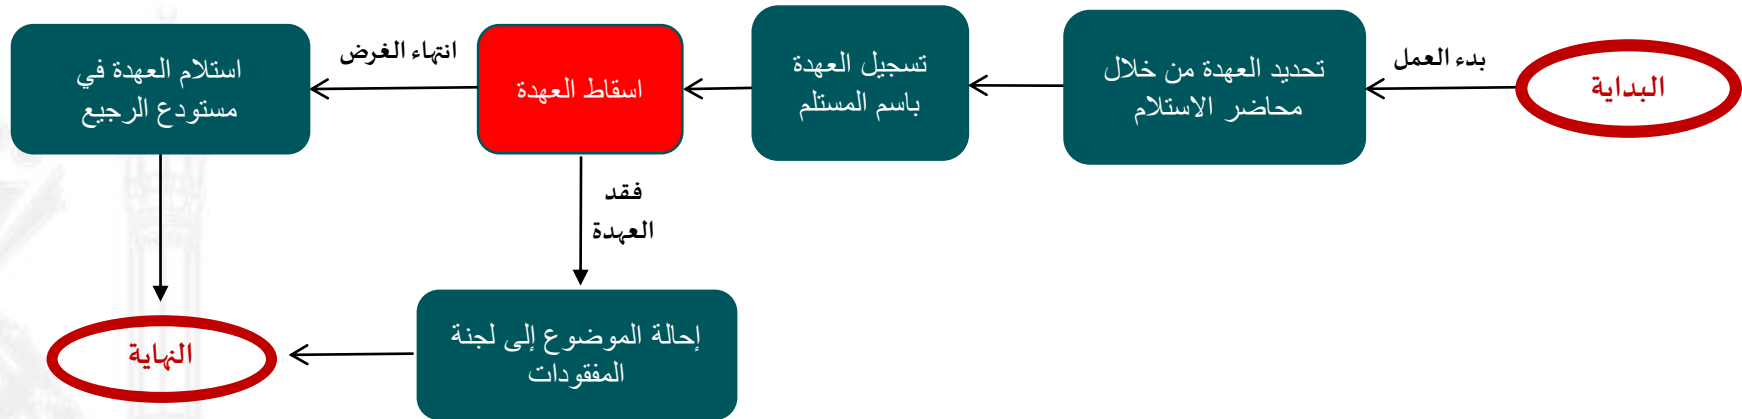 البداية
بدء العمل
تحديد العهدة من خلال
محاضر الاستلام
تسجيل العهدة
باسم المستلم
اسقاط العهدة
انتهاء الغرض
استلام العهدة في
مستودع الرجيع
فقد
العهدة
إحالة الموضوع إلى لجنة
المفقودات
النهاية